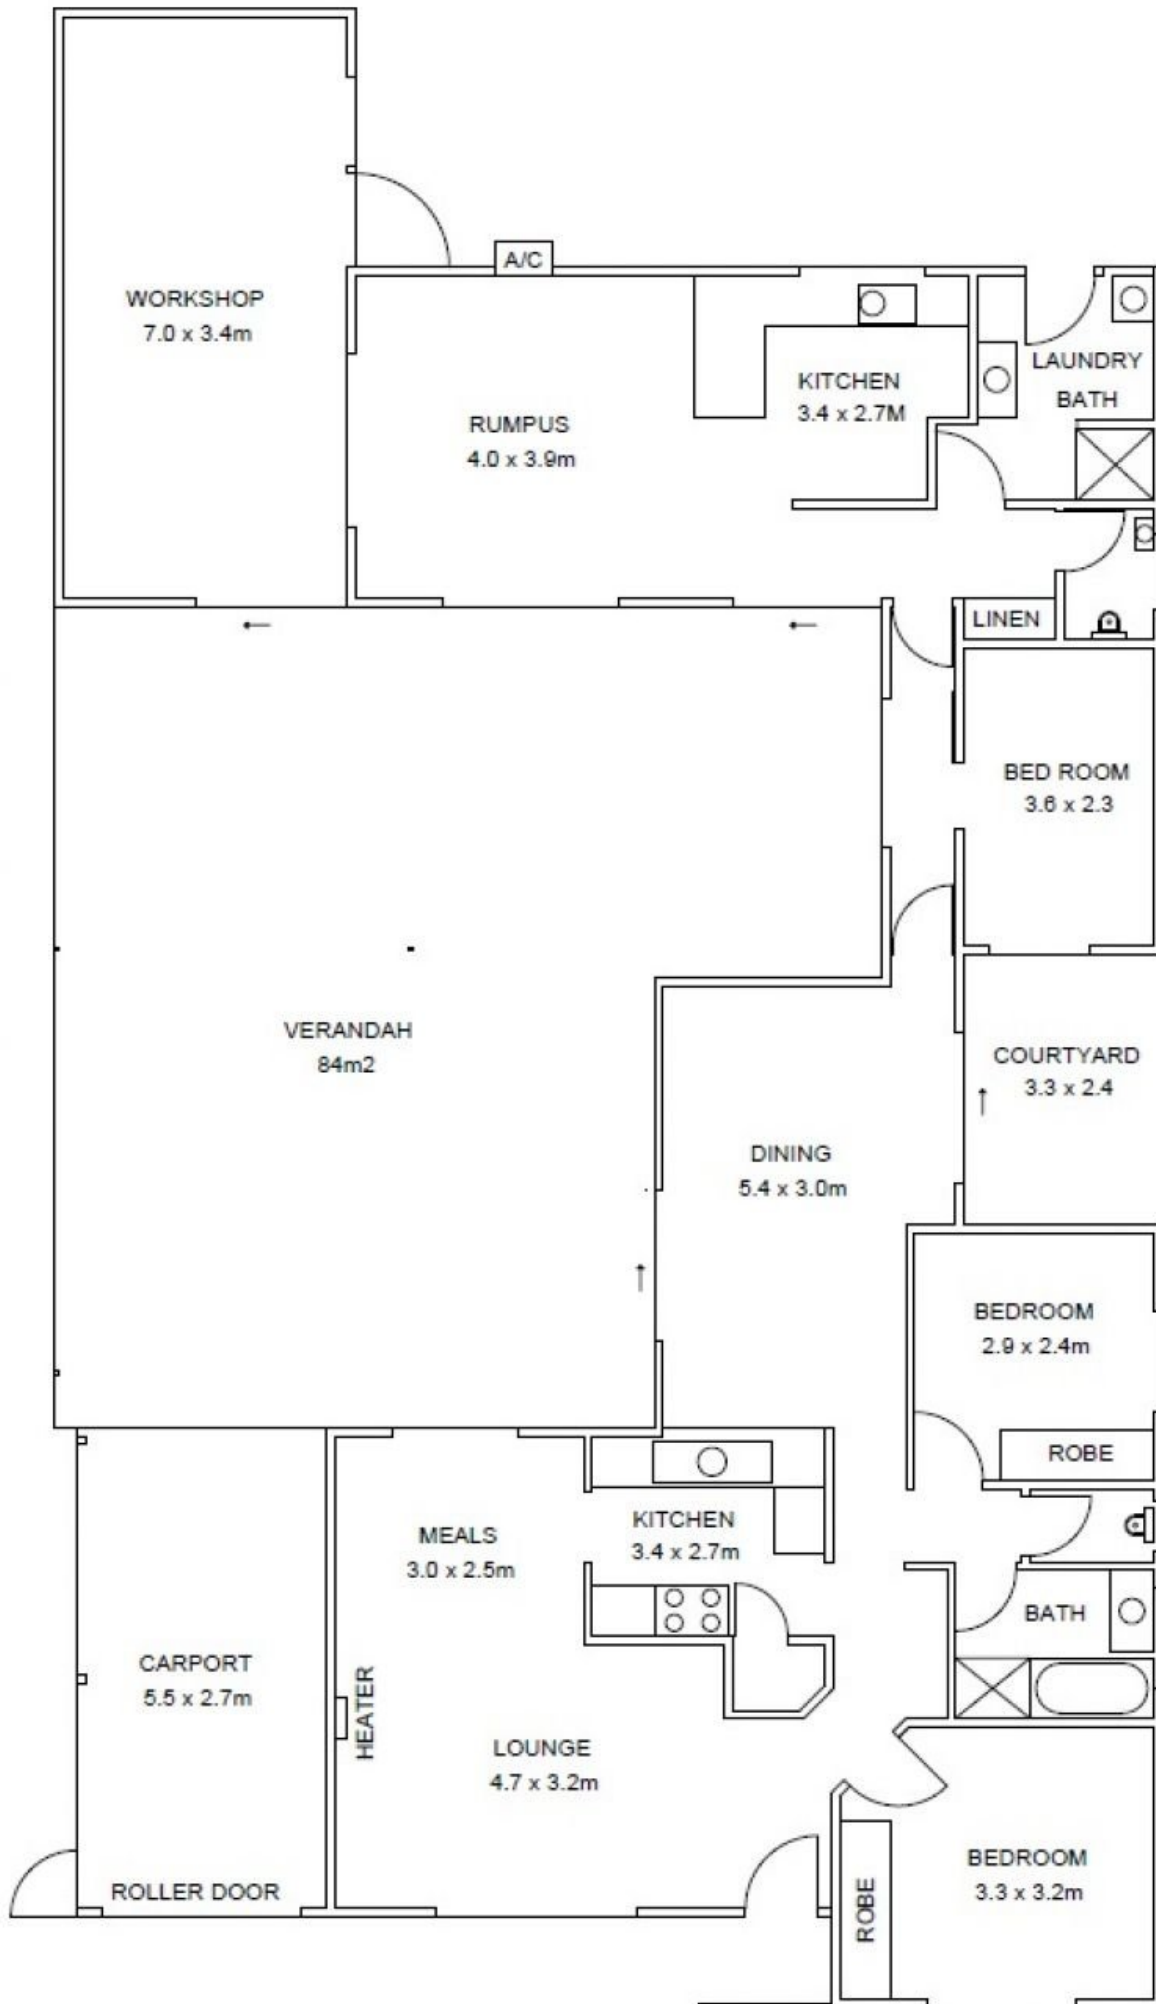 A/C
WORKSHOP
7.0 x 3.4m
LAUNDRY
BATH
KITCHEN
3.4 x 2.7M
RUMPUS
4.0 x 3.9m
LINEN
BED ROOM
3.6 x 2.3
VERANDAH
84m2
COURTYARD
3.3 x 2.4
DINING
5.4 x 3.0m
BEDROOM
2.9 x 2.4m
ROBE
MEALS
3.0 x 2.5m
KITCHEN
3.4 x 2.7m
BATH
CARPORT
5.5 x 2.7m
HEATER
LOUNGE
4.7 x 3.2m
BEDROOM
3.3 x 3.2m
ROLLER DOOR
ROBE